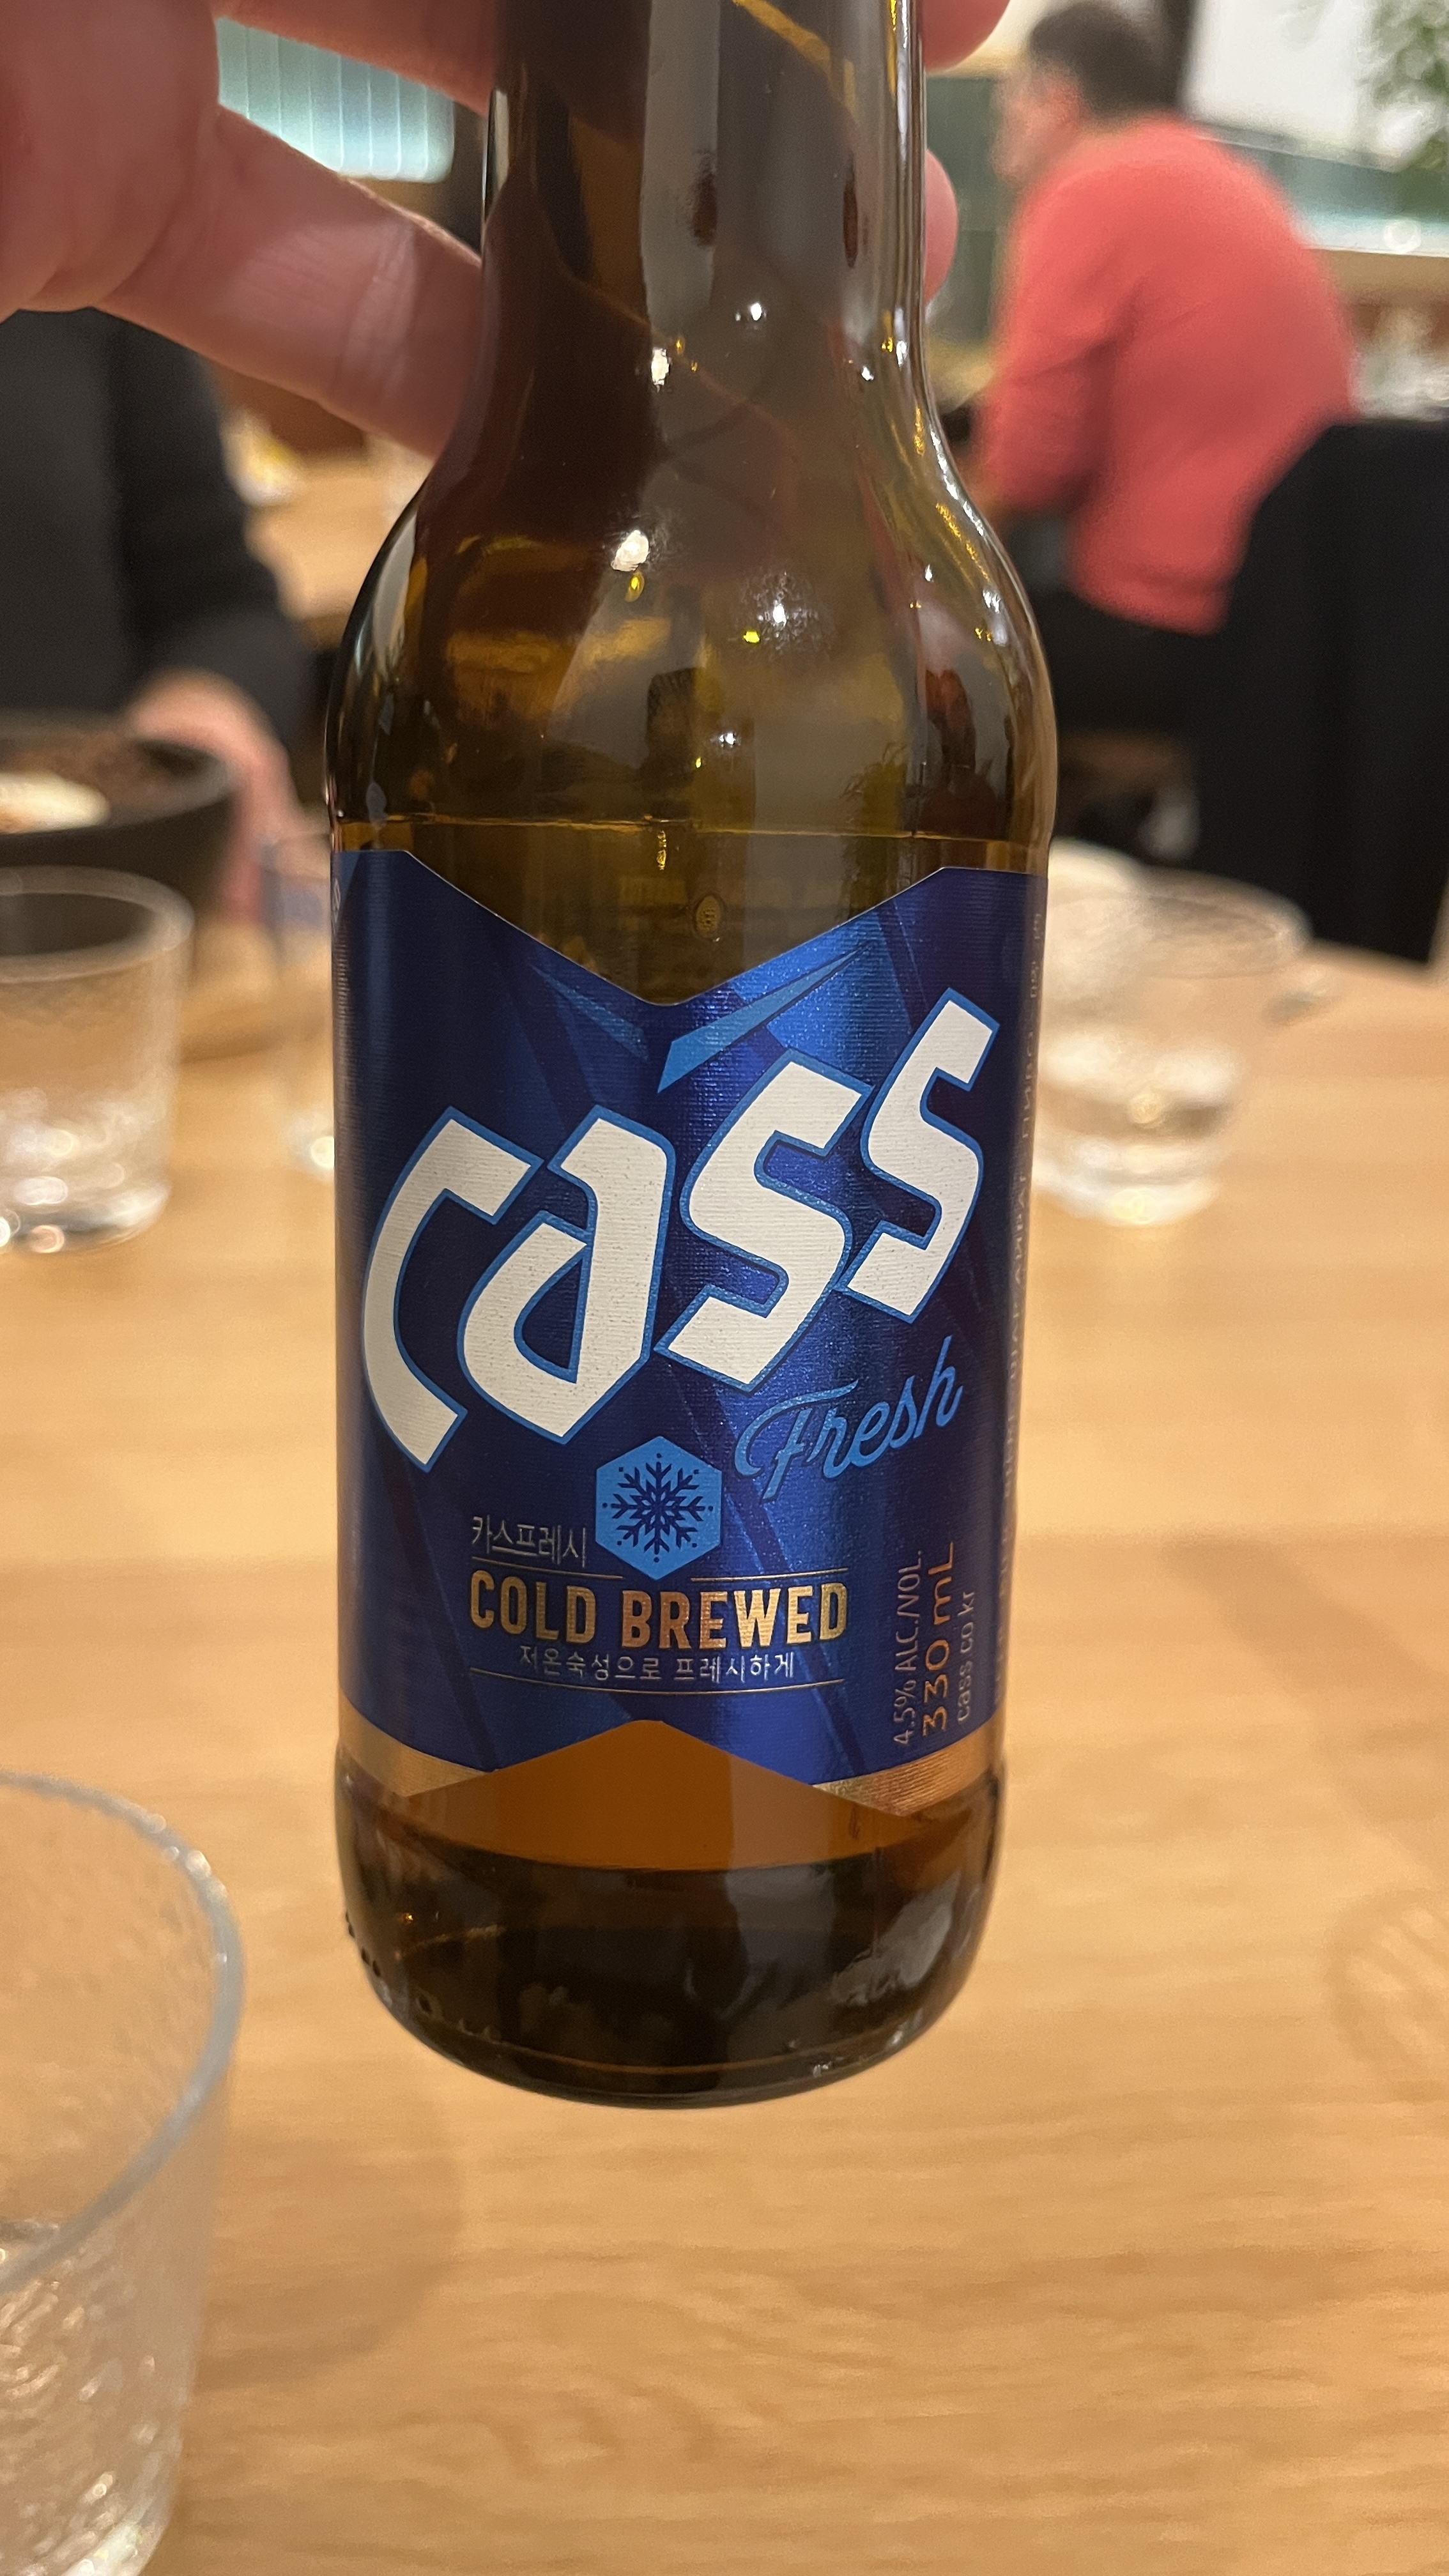 cass
Fresh
카스프레시
COLD BREWED
저온숙성으로 프레시하게
4.5% ALC./VOL.
330 mL
cass.co.kr